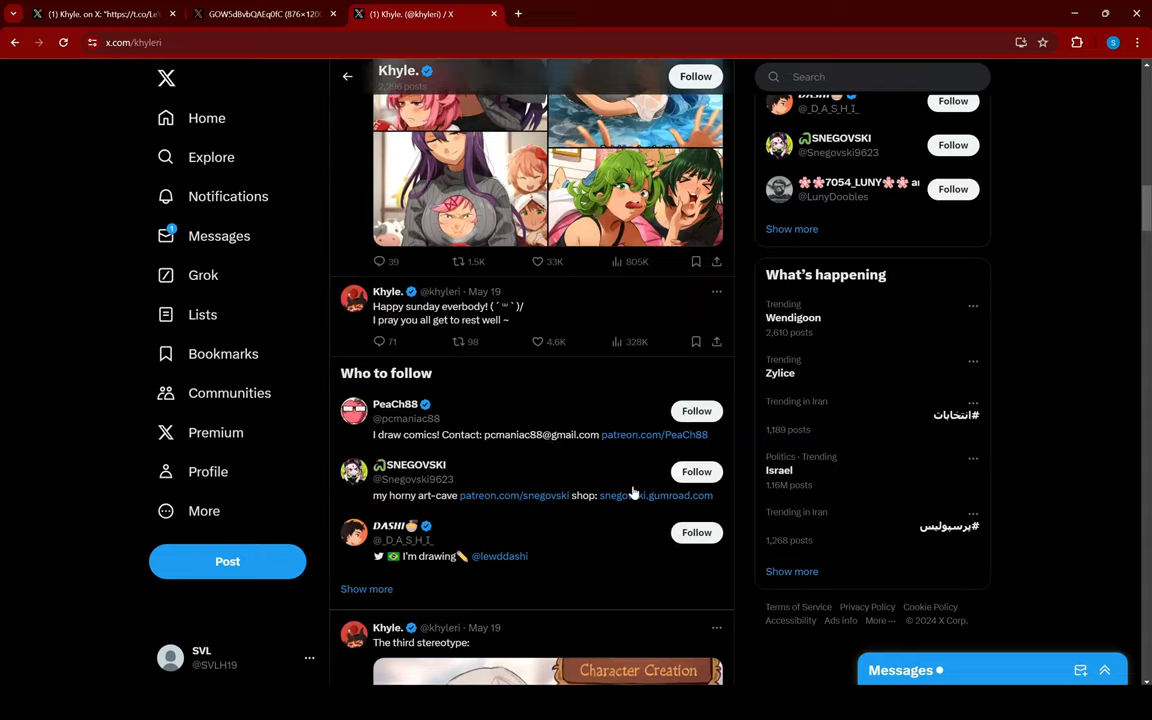 (1) Khyle. on X: "https://t.co/Le
GOW5dBvbQAEq0fC (876×120
(1) Khyle. (@khyleri) / X
x.com/khyleri
S
Home
Explore
Notifications
1
Messages
Grok
Lists
Bookmarks
Communities
Premium
Profile
More
Post
SVL
@SVLH19
Khyle.
2,296 posts
Follow
39
1.5K
33K
805K
Khyle. @khyleri · May 19
Happy sunday everbody! (´꒳`)/
I pray you all get to rest well ~
71
98
4.6K
328K
Who to follow
PeaCh88
@pcmaniac88
Follow
I draw comics! Contact: pcmaniac88@gmail.com patreon.com/PeaCh88
SNEGOVSKI
@Snegovski9623
Follow
my horny art-cave patreon.com/snegovski shop: snegovski.gumroad.com
DASHI
@_D_A_S_H_I_
Follow
I'm drawing @lewddashi
Show more
Khyle. @khyleri · May 19
The third stereotype:
Character Creation
Search
DASHI
@_D_A_S_H_I_
Follow
SNEGOVSKI
@Snegovski9623
Follow
7054_LUNY
@LunyDoobles
Follow
Show more
What's happening
Trending
Wendigoon
2,610 posts
Trending
Zylice
Trending in Iran
#انتخابات
1,189 posts
Politics · Trending
Israel
1.16M posts
Trending in Iran
#پرسپولیس
1,268 posts
Show more
Terms of Service Privacy Policy Cookie Policy
Accessibility Ads info More ··· © 2024 X Corp.
Messages